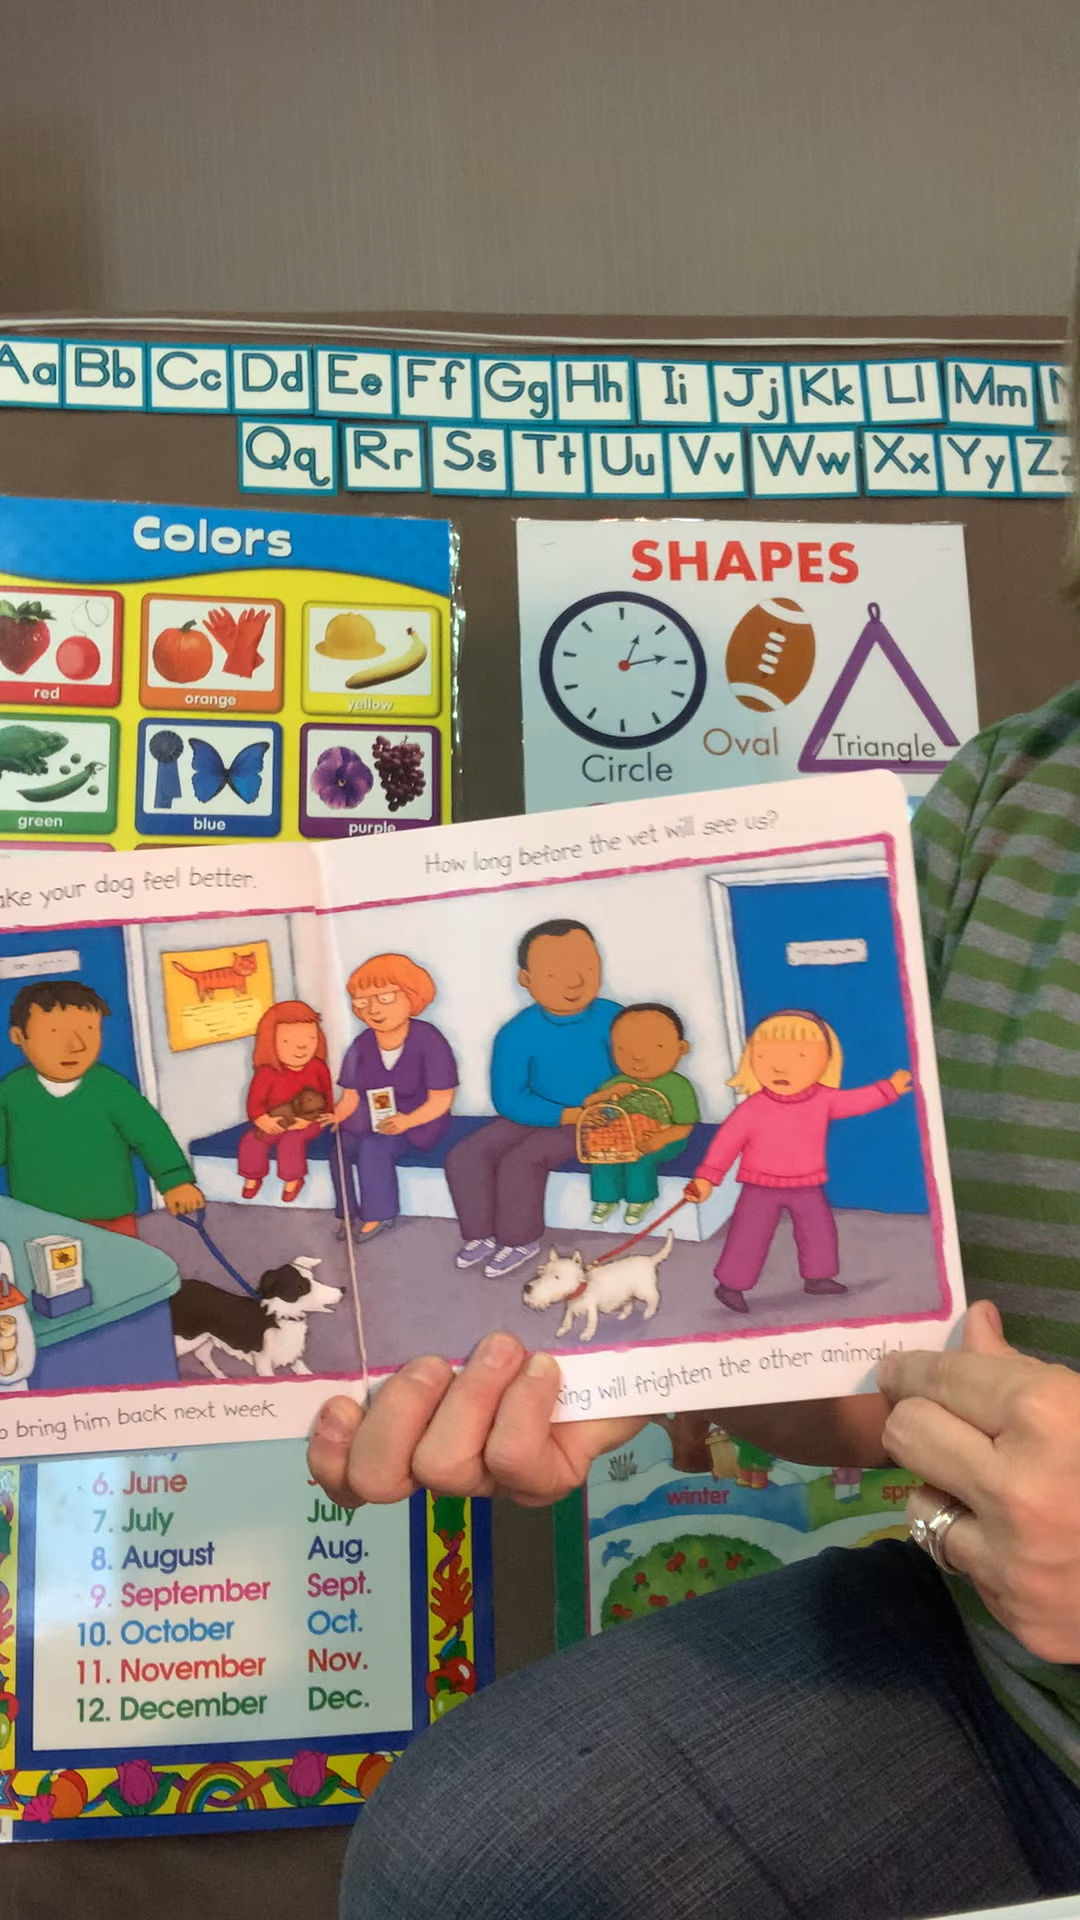 Aa Bb Cc Dd Ee Ff Gg Hh Ii Jj Kk Ll Mm
Qq Rr Ss Tt Uu Vv Ww Xx Yy Zz
Colors
red orange yellow
green blue purple
SHAPES
Circle Oval Triangle
your dog feel better.
How long before the vet will see us?
bring him back next week.
will frighten the other
6. June
7. July July
8. August Aug.
9. September Sept.
10. October Oct.
11. November Nov.
12. December Dec.
winter